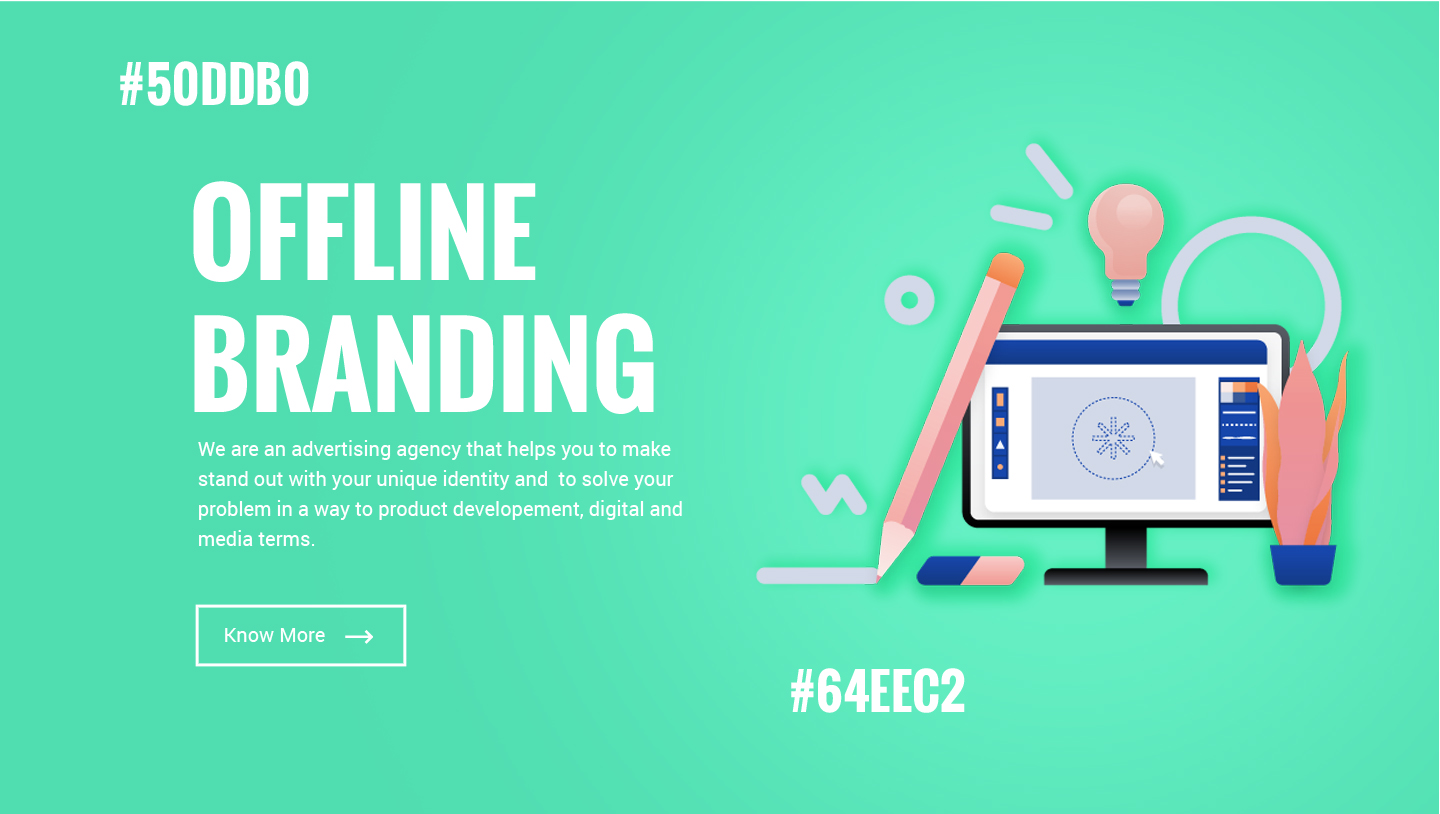 #50DDB0
OFFLINE
BRANDING
We are an advertising agency that helps you to make
stand out with your unique identity and  to solve your
problem in a way to product developement, digital and
media terms.
Know More
#64EEC2